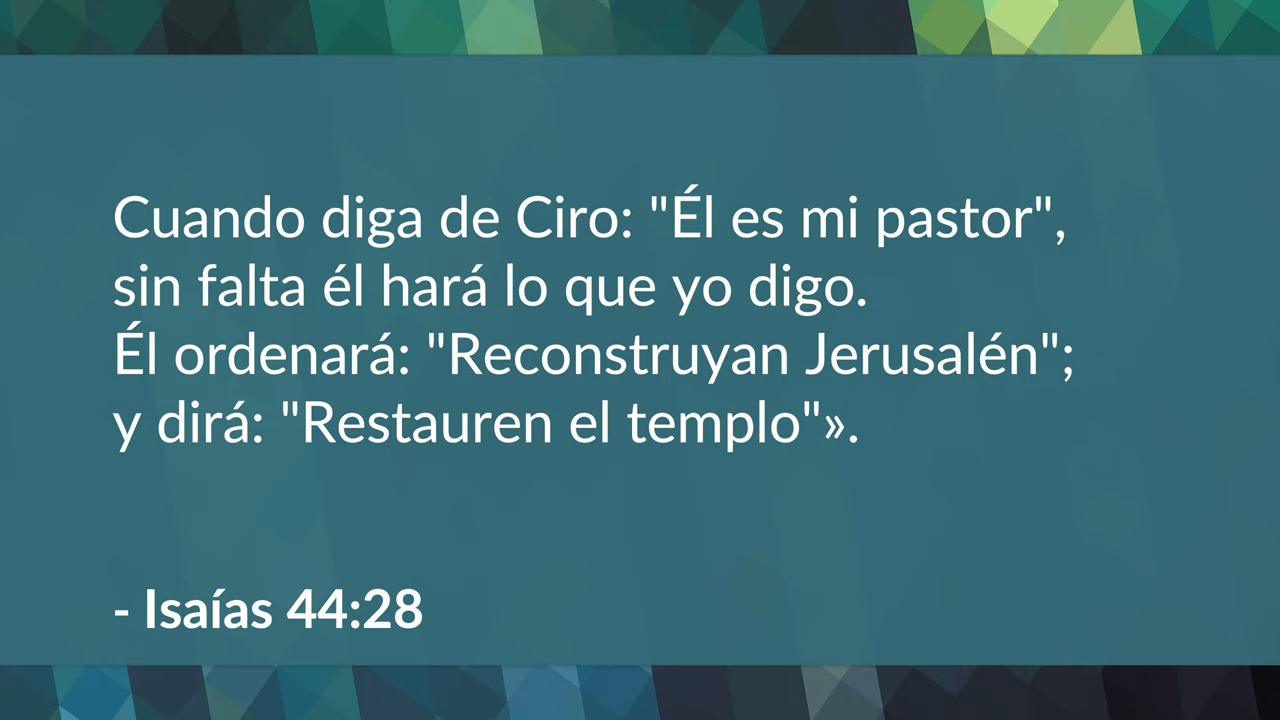 Cuando diga de Ciro: "Él es mi pastor",
sin falta él hará lo que yo digo.
Él ordenará: "Reconstruyan Jerusalén";
y dirá: "Restauren el templo"».
- Isaías 44:28